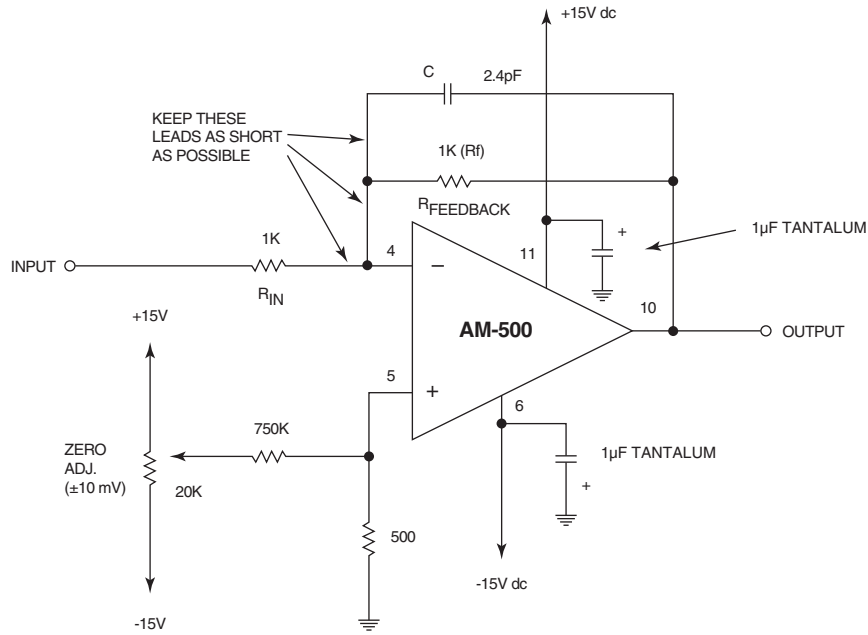 +15V dc
C
2.4pF
KEEP THESE
LEADS AS SHORT
AS POSSIBLE
1K (Rf)
RFEEDBACK
1K
4
−
11
+
1µF TANTALUM
INPUT
RIN
AM-500
10
OUTPUT
+15V
5
+
6
750K
1µF TANTALUM
ZERO
ADJ.
(±10 mV)
20K
+
500
-15V dc
-15V